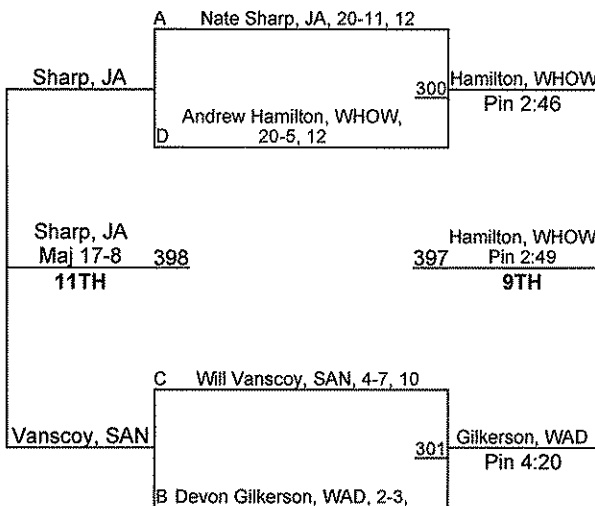 A Nate Sharp, JA, 20-11, 12
Sharp, JA
300
Hamilton, WHOW
Pin 2:46
Andrew Hamilton, WHOW,
D 20-5, 12
Sharp, JA
Maj 17-8 398
11TH
Hamilton, WHOW
397 Pin 2:49
9TH
C Will Vanscoy, SAN, 4-7, 10
Vanscoy, SAN
301
Gilkerson, WAD
Pin 4:20
B Devon Gilkerson, WAD, 2-3,